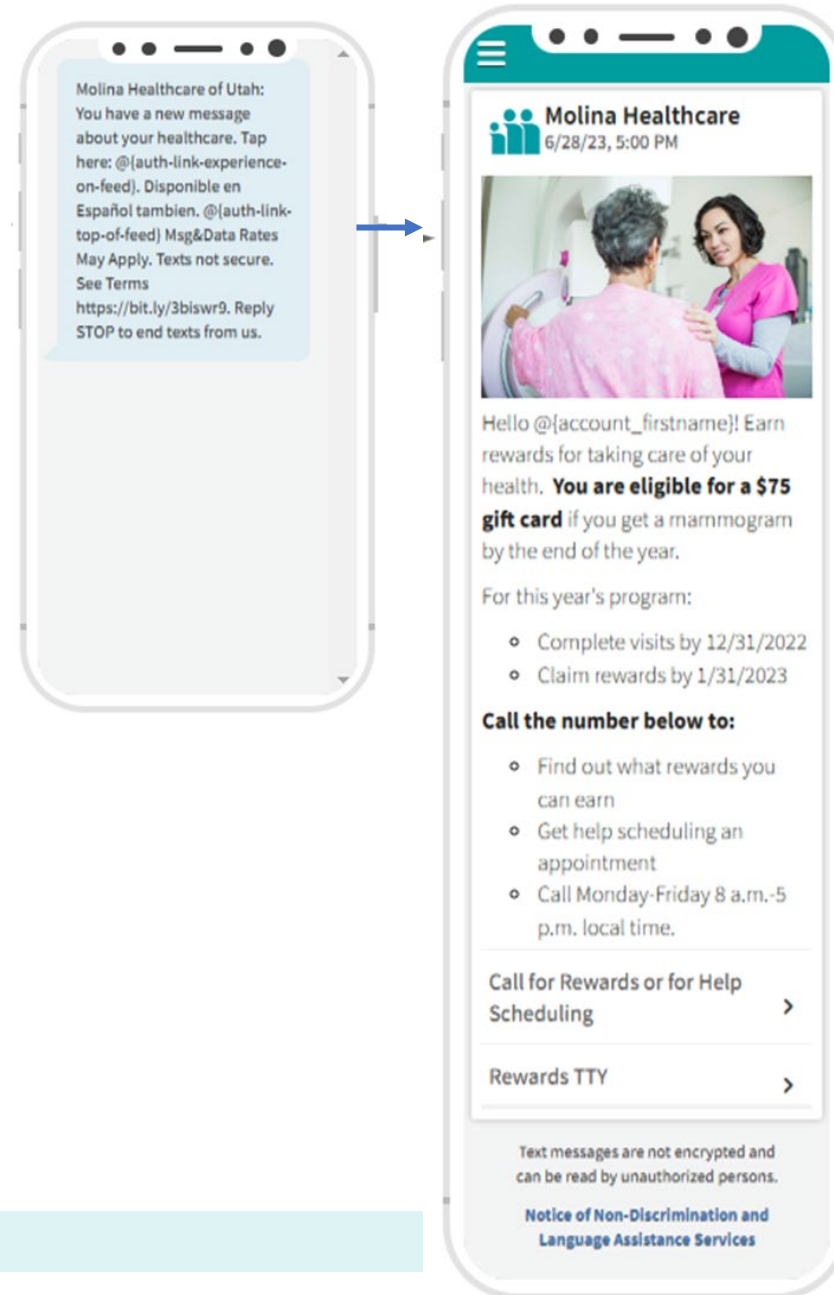 Molina Healthcare of Utah:
You have a new message
about your healthcare. Tap
here: @{auth-link-experience-
on-feed}. Disponible en
Español tambien. @{auth-link-
top-of-feed} Msg&Data Rates
May Apply. Texts not secure.
See Terms
https://bit.ly/3biswr9. Reply
STOP to end texts from us.
Molina Healthcare
6/28/23, 5:00 PM
Hello @{account_firstname}! Earn
rewards for taking care of your
health. You are eligible for a $75
gift card if you get a mammogram
by the end of the year.
For this year's program:
Complete visits by 12/31/2022
Claim rewards by 1/31/2023
Call the number below to:
Find out what rewards you
can earn
Get help scheduling an
appointment
Call Monday-Friday 8 a.m.-5
p.m. local time.
Call for Rewards or for Help
Scheduling
Rewards TTY
Text messages are not encrypted and
can be read by unauthorized persons.
Notice of Non-Discrimination and
Language Assistance Services